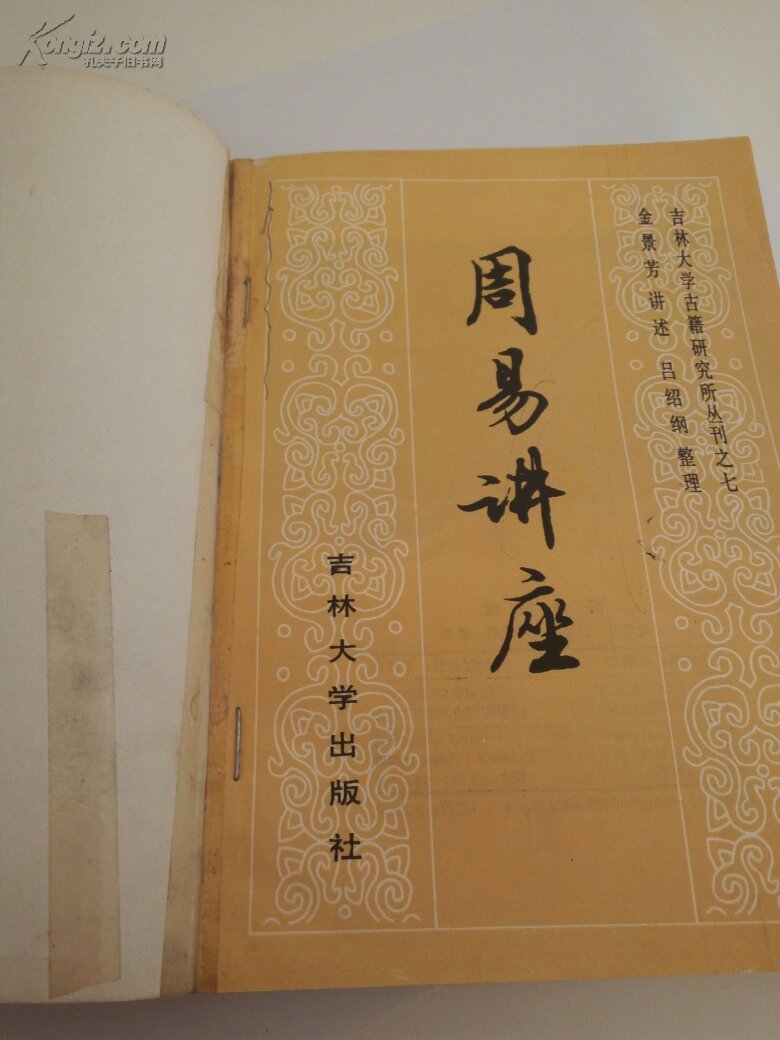 Kongfz.com
孔夫子旧书网
吉林大学古籍研究所丛刊之七
金景芳讲述 吕绍纲整理
周易讲座
吉林大学出版社